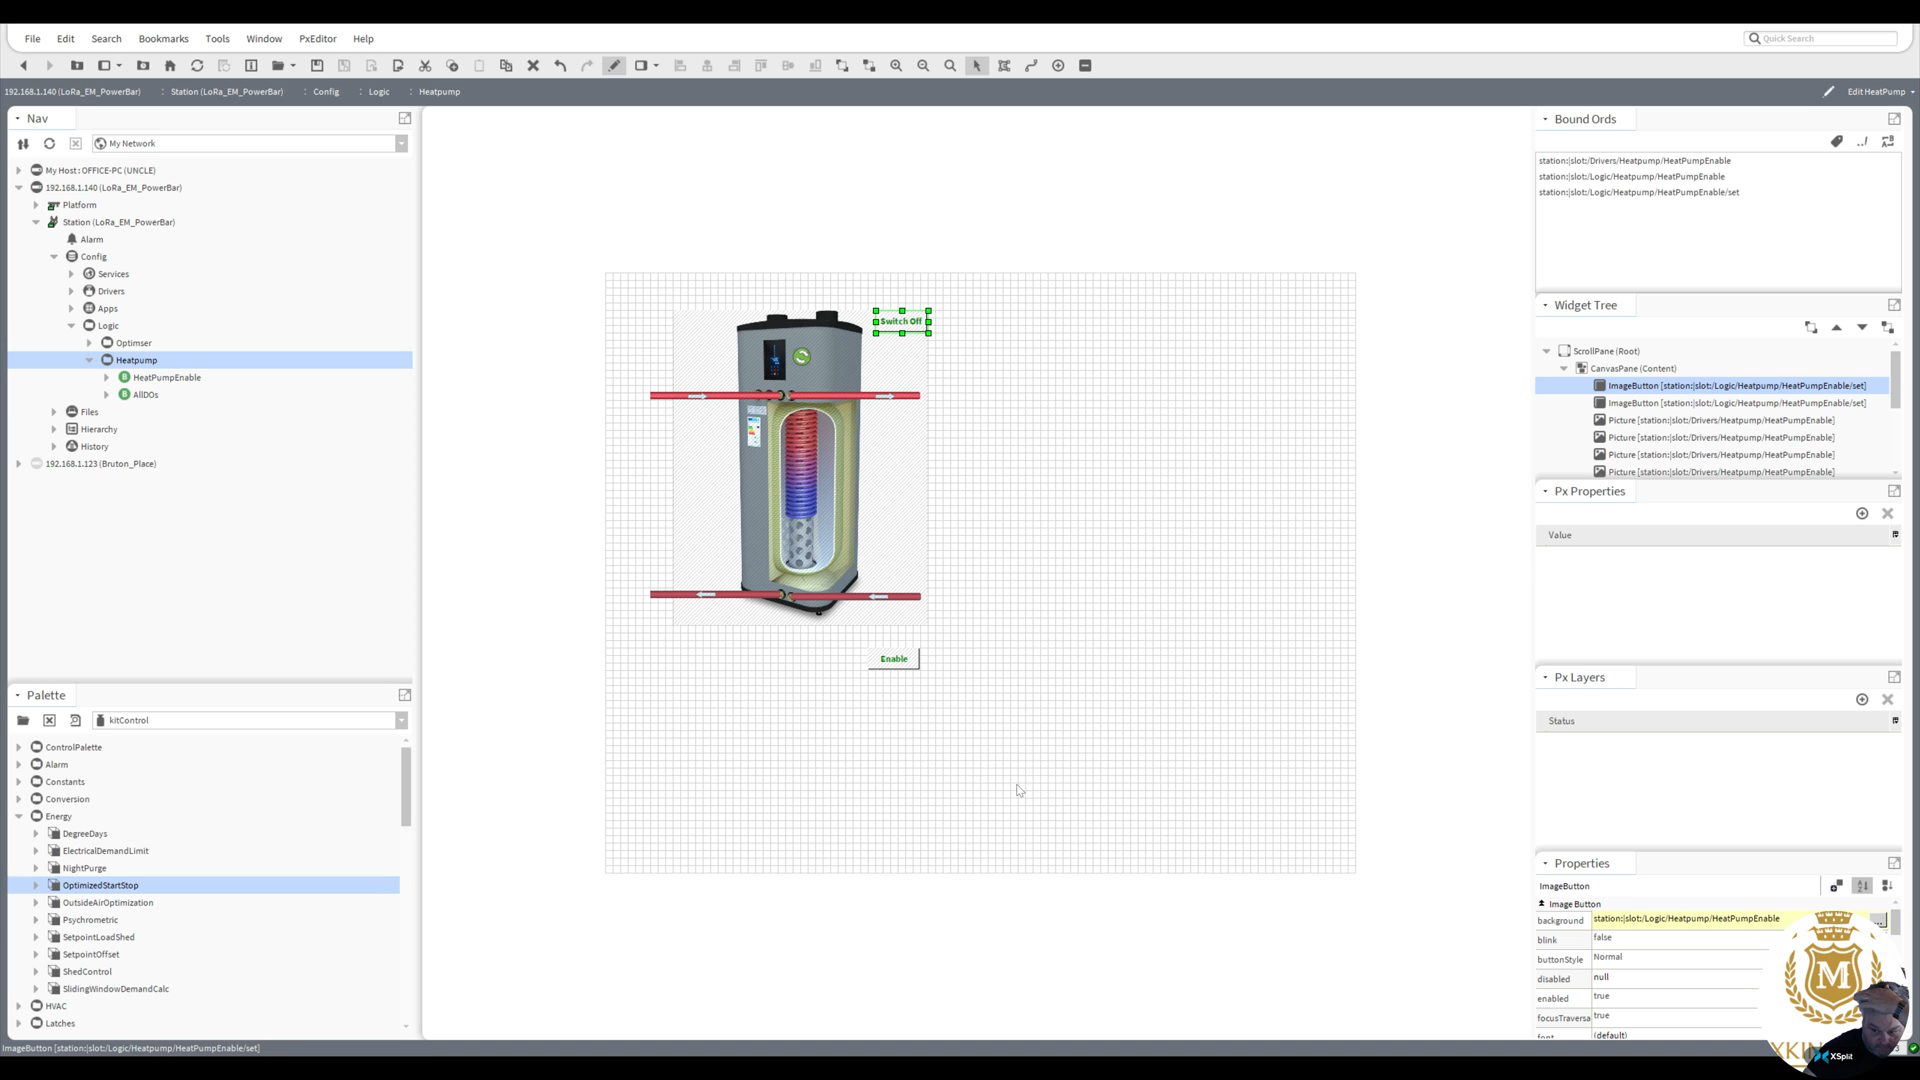 File Edit Search Bookmarks Tools Window PxEditor Help
Quick Search
192.168.1.140 (LoRa_EM_PowerBar) : Station (LoRa_EM_PowerBar) : Config : Logic : Heatpump
Edit HeatPump
Nav
My Network
My Host : OFFICE-PC (UNCLE)
192.168.1.140 (LoRa_EM_PowerBar)
Platform
Station (LoRa_EM_PowerBar)
Alarm
Config
Services
Drivers
Apps
Logic
Optimser
Heatpump
HeatPumpEnable
AllDOs
Files
Hierarchy
History
192.168.1.123 (Bruton_Place)
Palette
kitControl
ControlPalette
Alarm
Constants
Conversion
Energy
DegreeDays
ElectricalDemandLimit
NightPurge
OptimizedStartStop
OutsideAirOptimization
Psychrometric
SetpointLoadShed
SetpointOffset
ShedControl
SlidingWindowDemandCalc
HVAC
Latches
ImageButton [station:|slot:/Logic/Heatpump/HeatPumpEnable/set]
Switch Off
Enable
Bound Ords
station:|slot:/Drivers/Heatpump/HeatPumpEnable
station:|slot:/Logic/Heatpump/HeatPumpEnable
station:|slot:/Logic/Heatpump/HeatPumpEnable/set
Widget Tree
ScrollPane (Root)
CanvasPane (Content)
ImageButton [station:|slot:/Logic/Heatpump/HeatPumpEnable/set]
ImageButton [station:|slot:/Logic/Heatpump/HeatPumpEnable/set]
Picture [station:|slot:/Drivers/Heatpump/HeatPumpEnable]
Picture [station:|slot:/Drivers/Heatpump/HeatPumpEnable]
Picture [station:|slot:/Drivers/Heatpump/HeatPumpEnable]
Picture [station:|slot:/Drivers/Heatpump/HeatPumpEnable]
Px Properties
Value
Px Layers
Status
Properties
ImageButton
Image Button
background station:|slot:/Logic/Heatpump/HeatPumpEnable
blink false
buttonStyle Normal
disabled null
enabled true
focusTraversa true
font (default)
M
XSplit